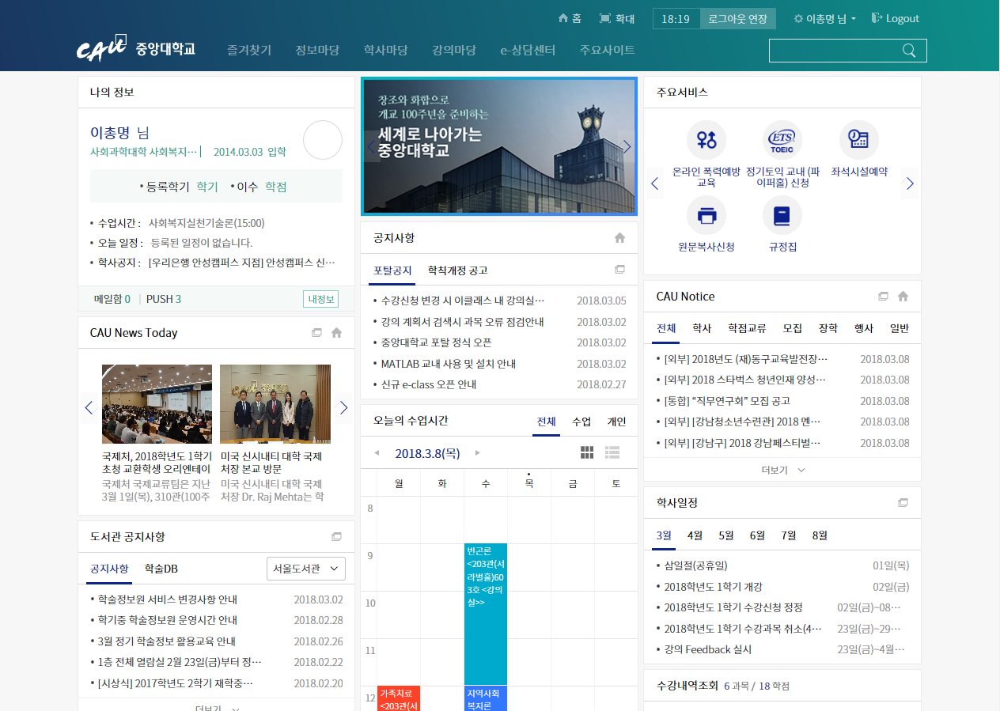 홈
확대
18:19
로그아웃 연장
이총명 님
Logout
CAU 중앙대학교
즐겨찾기
정보마당
학사마당
강의마당
e-상담센터
주요사이트
나의 정보
이총명 님
사회과학대학 사회복지… | 2014.03.03 입학
• 등록학기 학기 • 이수 학점
• 수업시간 : 사회복지실천기술론(15:00)
• 오늘 일정 : 등록된 일정이 없습니다.
• 학사공지 : [우리은행 안성캠퍼스 지점] 안성캠퍼스 신…
메일함 0 | PUSH 3
내정보
CAU News Today
국제처, 2018학년도 1학기
초청 교환학생 오리엔테이
국제처 국제교류팀은 지난
3월 1일(목), 310관(100주
미국 신시내티 대학 국제
처장 본교 방문
미국 신시내티 대학 국제
처장 Dr. Raj Mehta는 학
도서관 공지사항
공지사항
학술DB
서울도서관
• 학술정보원 서비스 변경사항 안내 2018.03.02
• 학기중 학술정보원 운영시간 안내 2018.02.28
• 3월 정기 학술정보 활용교육 안내 2018.02.26
• 1층 전체 열람실 2월 23일(금)부터 정… 2018.02.22
• [시상식] 2017학년도 2학기 재학중… 2018.02.20
더보기
창조와 화합으로
개교 100주년을 준비하는
세계로 나아가는
중앙대학교
공지사항
포탈공지
학칙개정 공고
• 수강신청 변경 시 이클래스 내 강의실… 2018.03.05
• 강의 계획서 검색시 과목 오류 점검안내 2018.03.02
• 중앙대학교 포탈 정식 오픈 2018.03.02
• MATLAB 교내 사용 및 설치 안내 2018.03.02
• 신규 e-class 오픈 안내 2018.02.27
오늘의 수업시간
전체
수업
개인
2018.3.8(목)
월 화 수 목 금 토
8
9
빈곤론
<203관(서
라벌홀)60
3호 <강의
실>>
10
11
12
가족치료
<203관(서
지역사회
복지론
주요서비스
온라인 폭력예방
교육
ETS
TOEIC
정기토익 교내 (파
이퍼홀) 신청
좌석시설예약
원문복사신청
규정집
CAU Notice
전체 학사 학점교류 모집 장학 행사 일반
• [외부] 2018년도 (재)동구교육발전장… 2018.03.08
• [외부] 2018 스타벅스 청년인재 양성… 2018.03.08
• [통합] “직무연구회” 모집 공고 2018.03.08
• [외부] [강남청소년수련관] 2018 멘… 2018.03.08
• [외부] [강남구] 2018 강남페스티벌… 2018.03.08
더보기
학사일정
3월 4월 5월 6월 7월 8월
• 삼일절(공휴일) 01일(목)
• 2018학년도 1학기 개강 02일(금)
• 2018학년도 1학기 수강신청 정정 02일(금)~08…
• 2018학년도 1학기 수강과목 취소(4… 23일(금)~29…
• 강의 Feedback 실시 23일(금)~4월…
수강내역조회 6 과목 / 18 학점